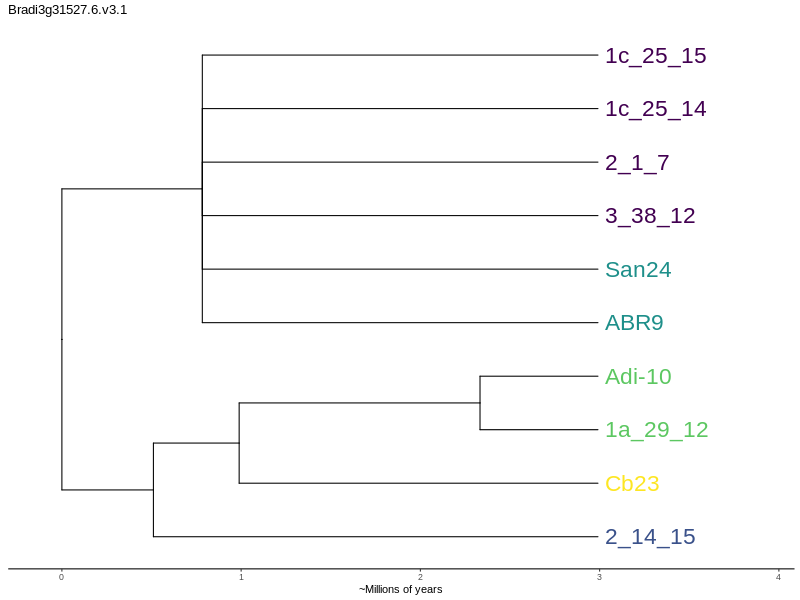 Bradi3g31527.6.v3.1
1c_25_15
1c_25_14
2_1_7
3_38_12
San24
ABR9
Adi-10
1a_29_12
Cb23
2_14_15
0 1 2 3 4
~Millions of years